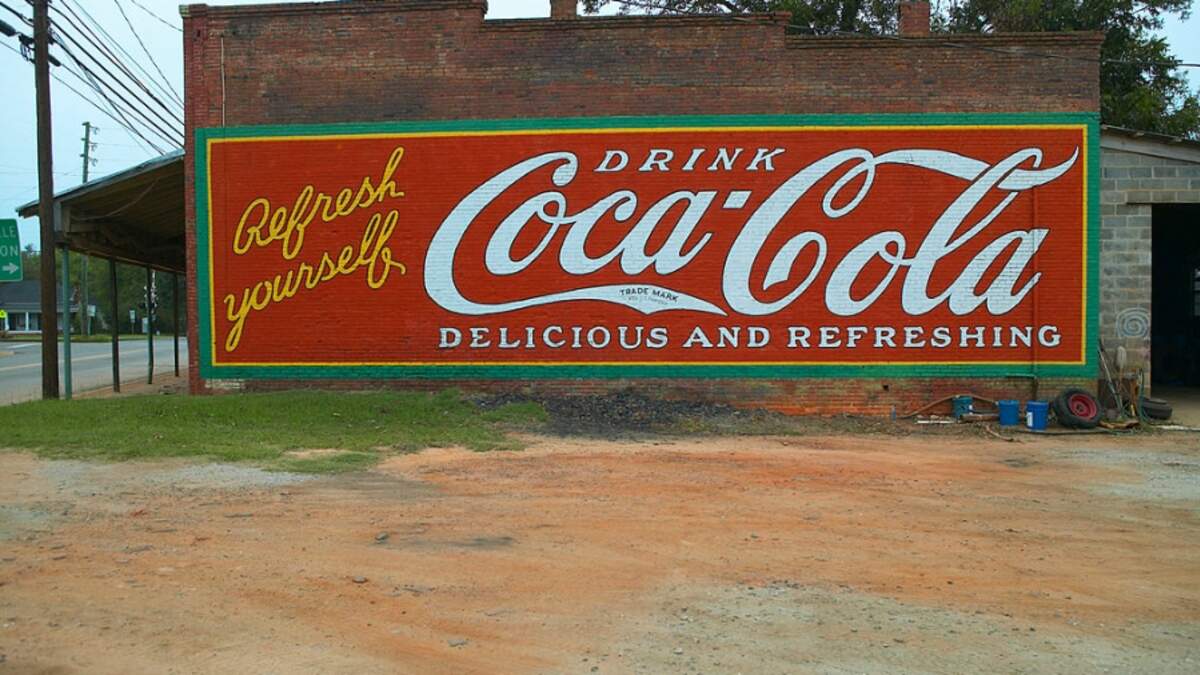 Refresh
yourself
DRINK
Coca-Cola
TRADE MARK
DELICIOUS AND REFRESHING